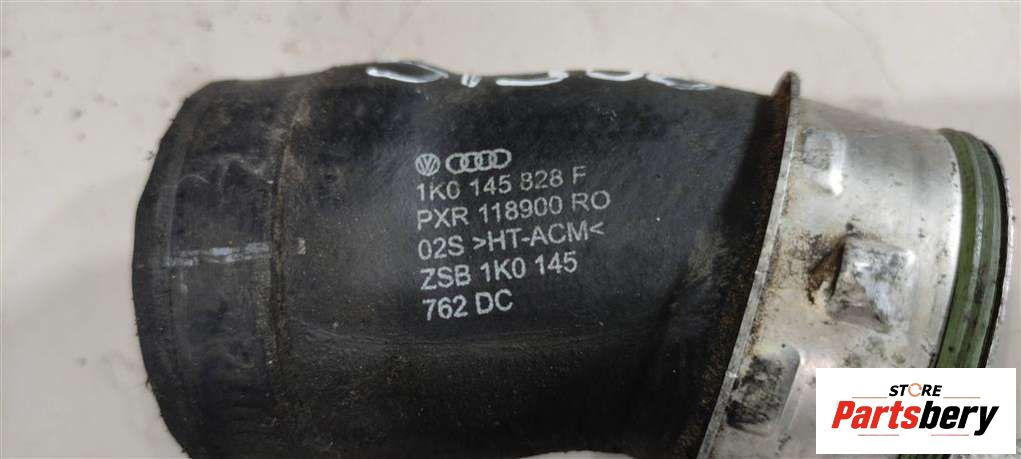 1K0 145 828 F
PXR 118900 RO
02S >HT-ACM<
ZSB 1K0 145
762 DC
STORE
Partsbery